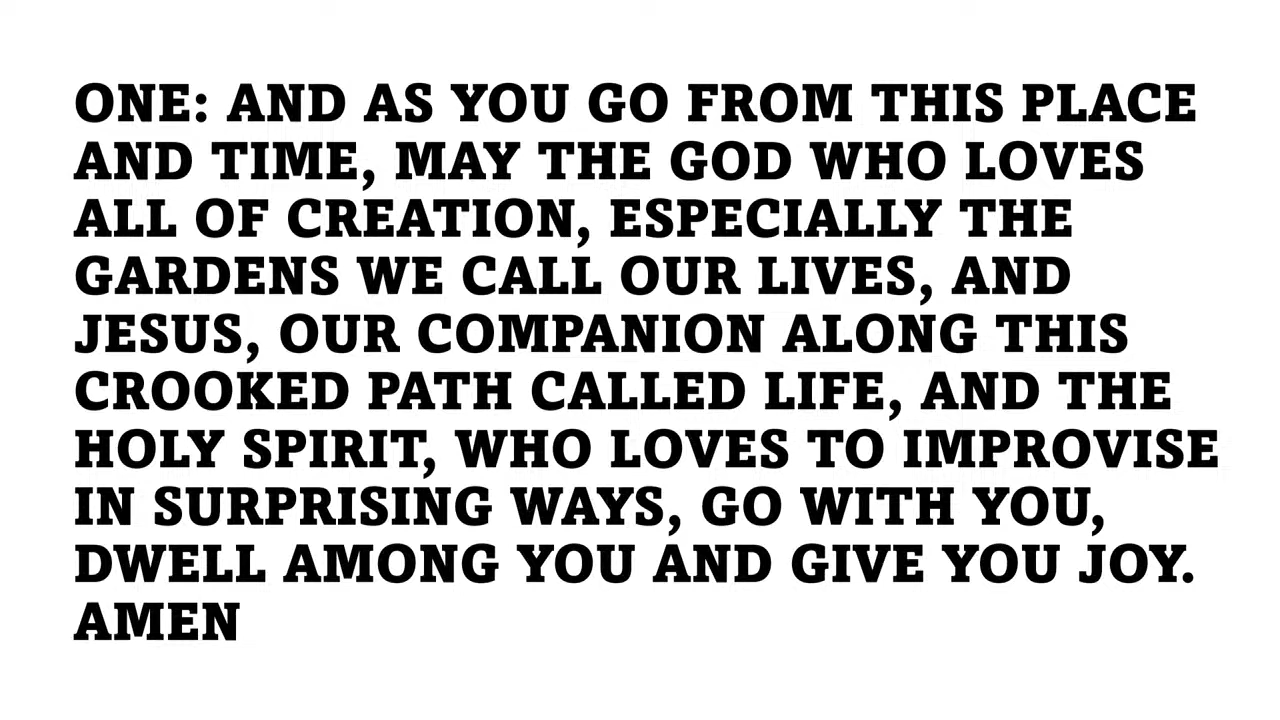 ONE: AND AS YOU GO FROM THIS PLACE
AND TIME, MAY THE GOD WHO LOVES
ALL OF CREATION, ESPECIALLY THE
GARDENS WE CALL OUR LIVES, AND
JESUS, OUR COMPANION ALONG THIS
CROOKED PATH CALLED LIFE, AND THE
HOLY SPIRIT, WHO LOVES TO IMPROVISE
IN SURPRISING WAYS, GO WITH YOU,
DWELL AMONG YOU AND GIVE YOU JOY.
AMEN